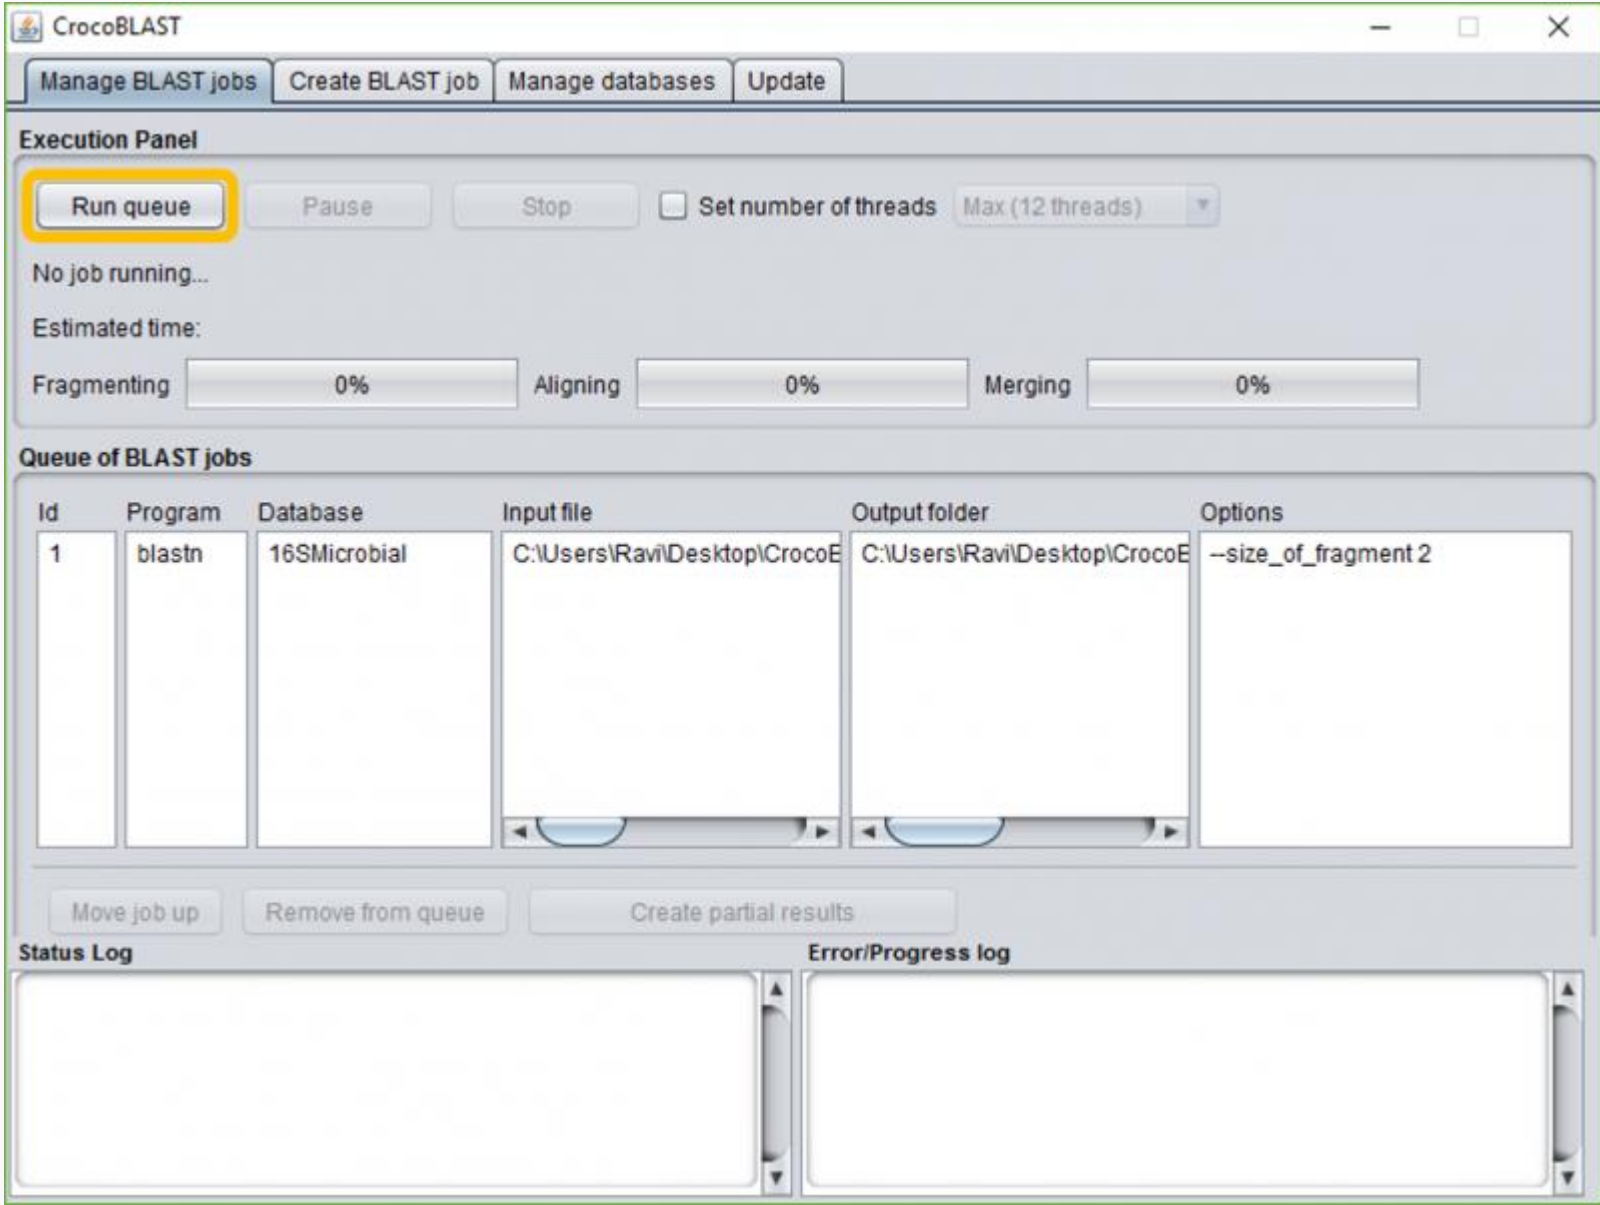 CrocoBLAST
Manage BLAST jobs Create BLAST job Manage databases Update
Execution Panel
Run queue Pause Stop Set number of threads Max (12 threads)
No job running...
Estimated time:
Fragmenting 0% Aligning 0% Merging 0%
Queue of BLAST jobs
Id Program Database Input file Output folder Options
1 blastn 16SMicrobial C:\Users\Ravi\Desktop\CrocoE C:\Users\Ravi\Desktop\CrocoE --size_of_fragment 2
Move job up Remove from queue Create partial results
Status Log Error/Progress log